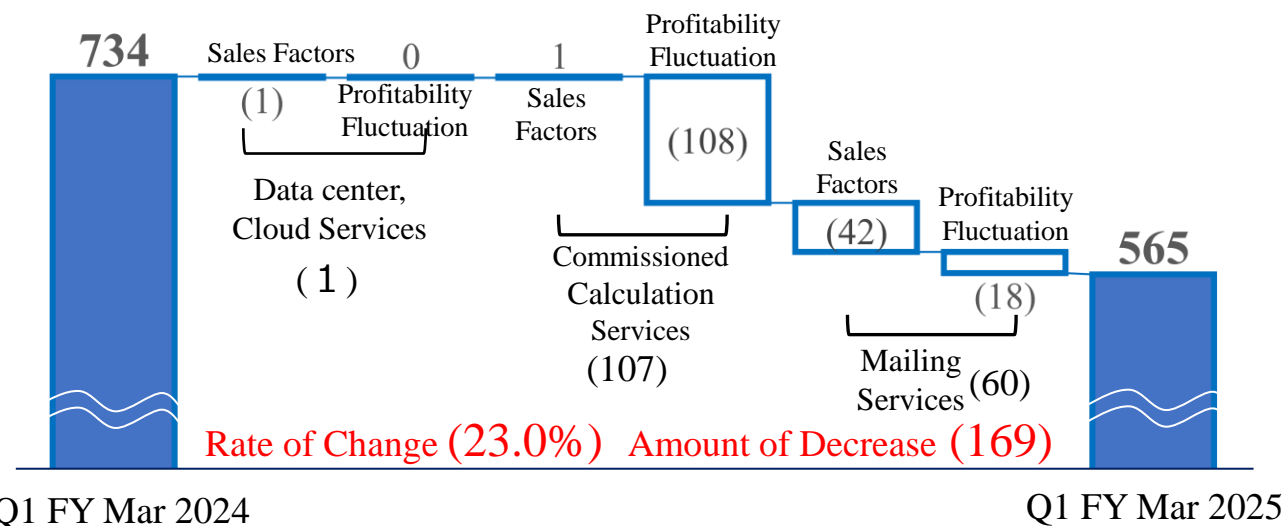 734
Sales Factors
(1)
0
Profitability
Fluctuation
Data center,
Cloud Services
(1)
1
Sales
Factors
Profitability
Fluctuation
(108)
Commissioned
Calculation
Services
(107)
Sales
Factors
(42)
Profitability
Fluctuation
(18)
Mailing
Services (60)
565
Rate of Change (23.0%) Amount of Decrease (169)
Q1 FY Mar 2024
Q1 FY Mar 2025